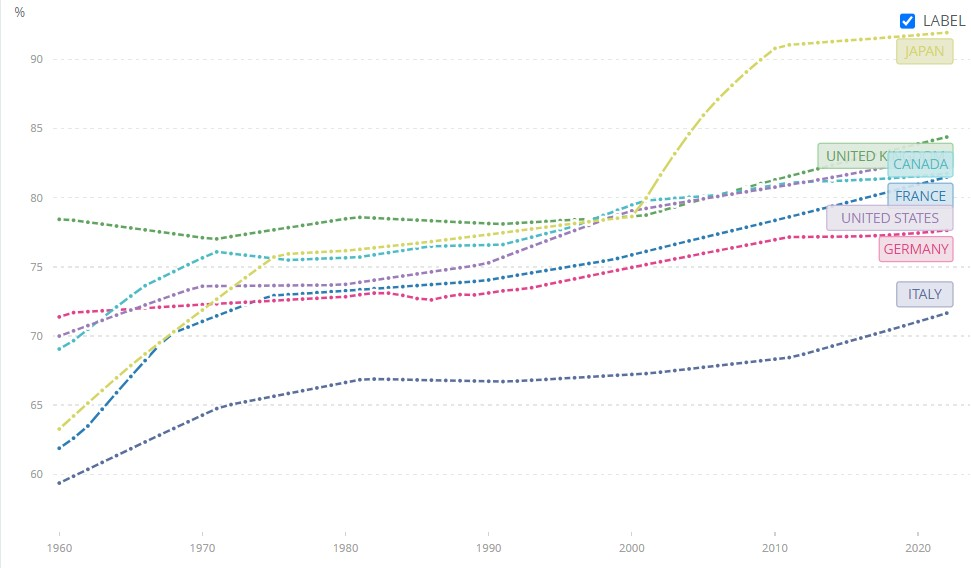 %
LABEL
90
85
80
75
70
65
60
JAPAN
UNITED
CANADA
FRANCE
UNITED STATES
GERMANY
ITALY
1960 1970 1980 1990 2000 2010 2020